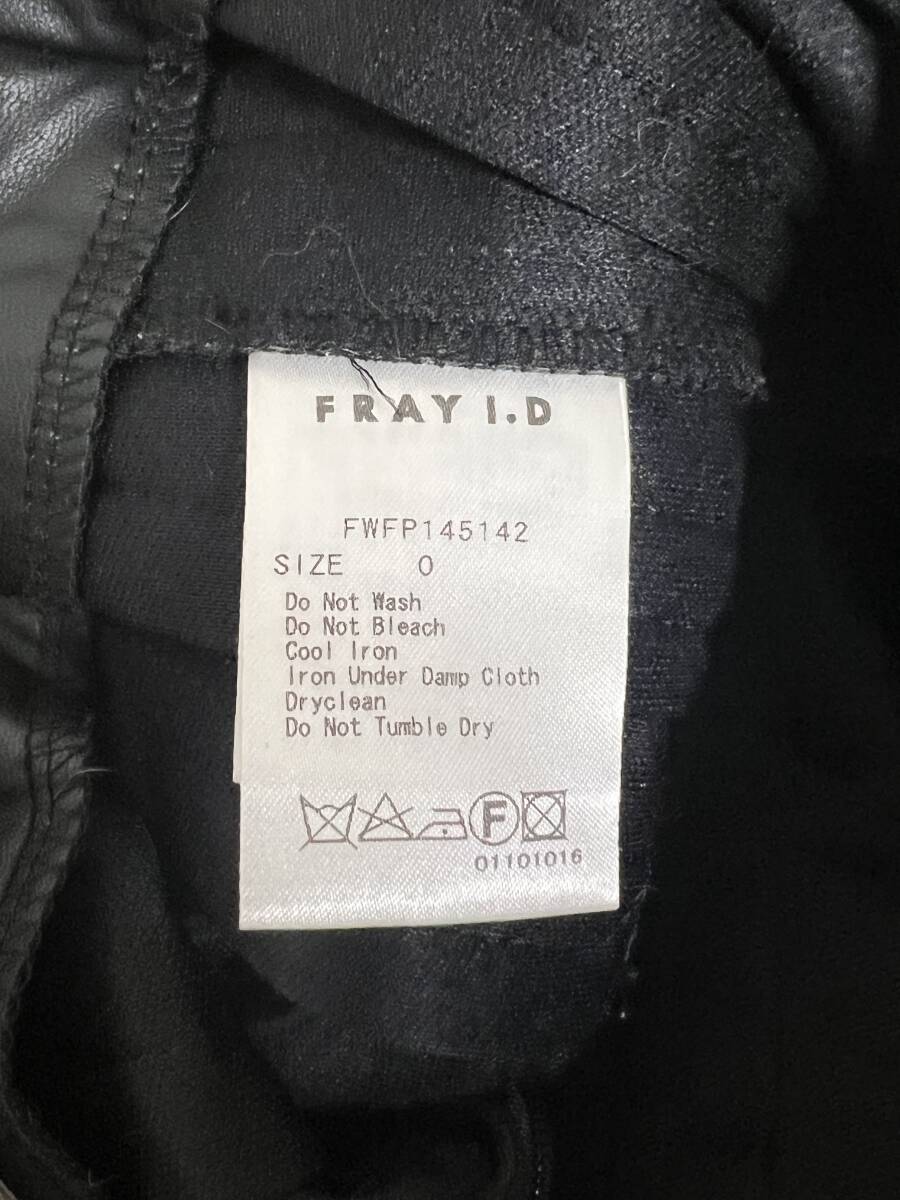 FRAY I.D
FWFP145142
SIZE 0
Do Not Wash
Do Not Bleach
Cool Iron
Iron Under Damp Cloth
Dryclean
Do Not Tumble Dry
F
01101016